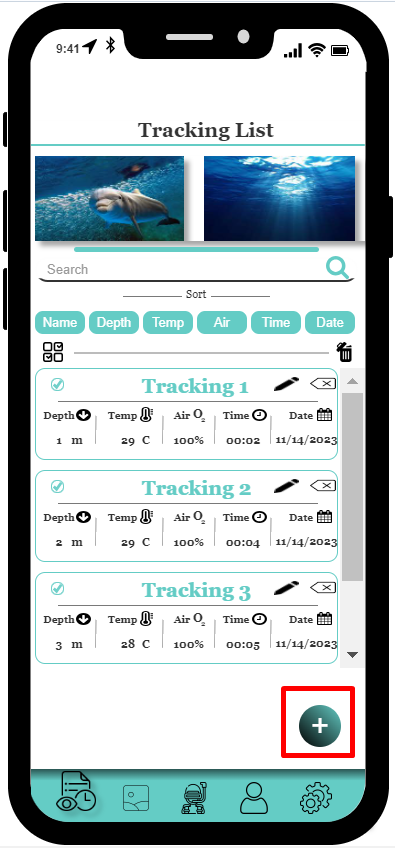 9:41
Tracking List
Search
Sort
Name Depth Temp Air Time Date
Tracking 1
Depth Temp Air O2 Time Date
1 m 29 C 100% 00:02 11/14/2023
Tracking 2
Depth Temp Air O2 Time Date
2 m 29 C 100% 00:04 11/14/2023
Tracking 3
Depth Temp Air O2 Time Date
3 m 28 C 100% 00:05 11/14/2023
+